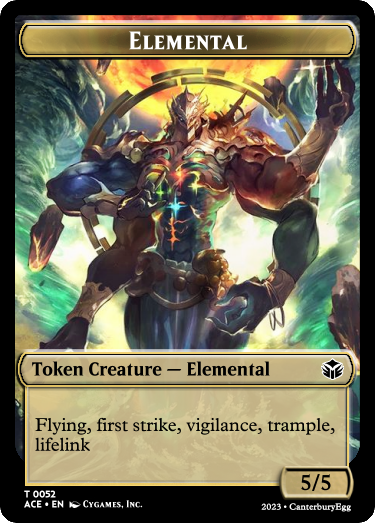 Elemental
Token Creature — Elemental
Flying, first strike, vigilance, trample,
lifelink
5/5
T 0052
ACE • EN Cygames, Inc.
2023 • CanterburyEgg